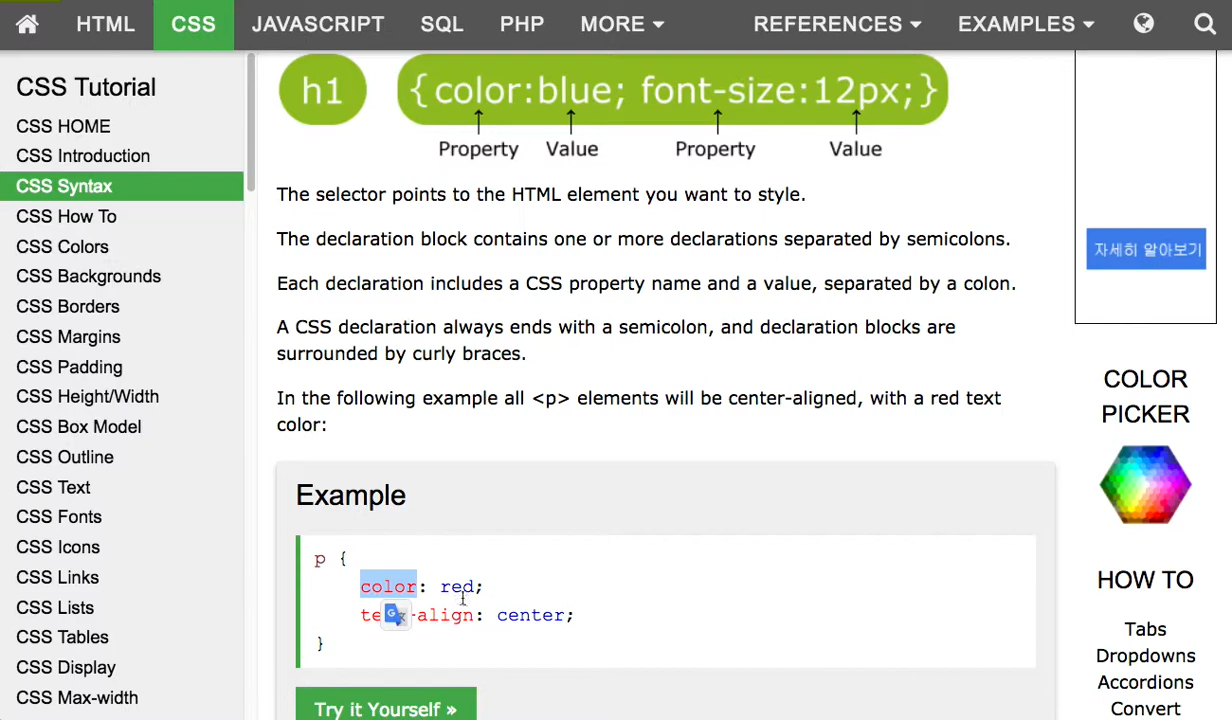 HTML CSS JAVASCRIPT SQL PHP MORE REFERENCES EXAMPLES
CSS Tutorial
CSS HOME
CSS Introduction
CSS Syntax
CSS How To
CSS Colors
CSS Backgrounds
CSS Borders
CSS Margins
CSS Padding
CSS Height/Width
CSS Box Model
CSS Outline
CSS Text
CSS Fonts
CSS Icons
CSS Links
CSS Lists
CSS Tables
CSS Display
CSS Max-width
h1 {color:blue; font-size:12px;}
Property Value Property Value
The selector points to the HTML element you want to style.
The declaration block contains one or more declarations separated by semicolons.
Each declaration includes a CSS property name and a value, separated by a colon.
A CSS declaration always ends with a semicolon, and declaration blocks are
surrounded by curly braces.
In the following example all <p> elements will be center-aligned, with a red text
color:
Example
p {
color: red;
te -align: center;
}
Try it Yourself »
자세히 알아보기
COLOR
PICKER
HOW TO
Tabs
Dropdowns
Accordions
Convert